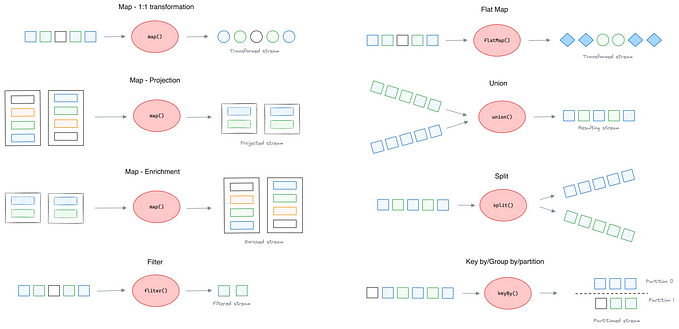 Map - 1:1 transformation
map()
Transformed stream
Map - Projection
map()
Projected stream
Map - Enrichment
map()
Enriched stream
Filter
fliter()
Filtered stream
Flat Map
flatMap()
Transformed stream
Union
union()
Resulting stream
Split
split()
Key by/Group by/partition
keyBy()
Partition 0
Partition 1
Partitioned stream